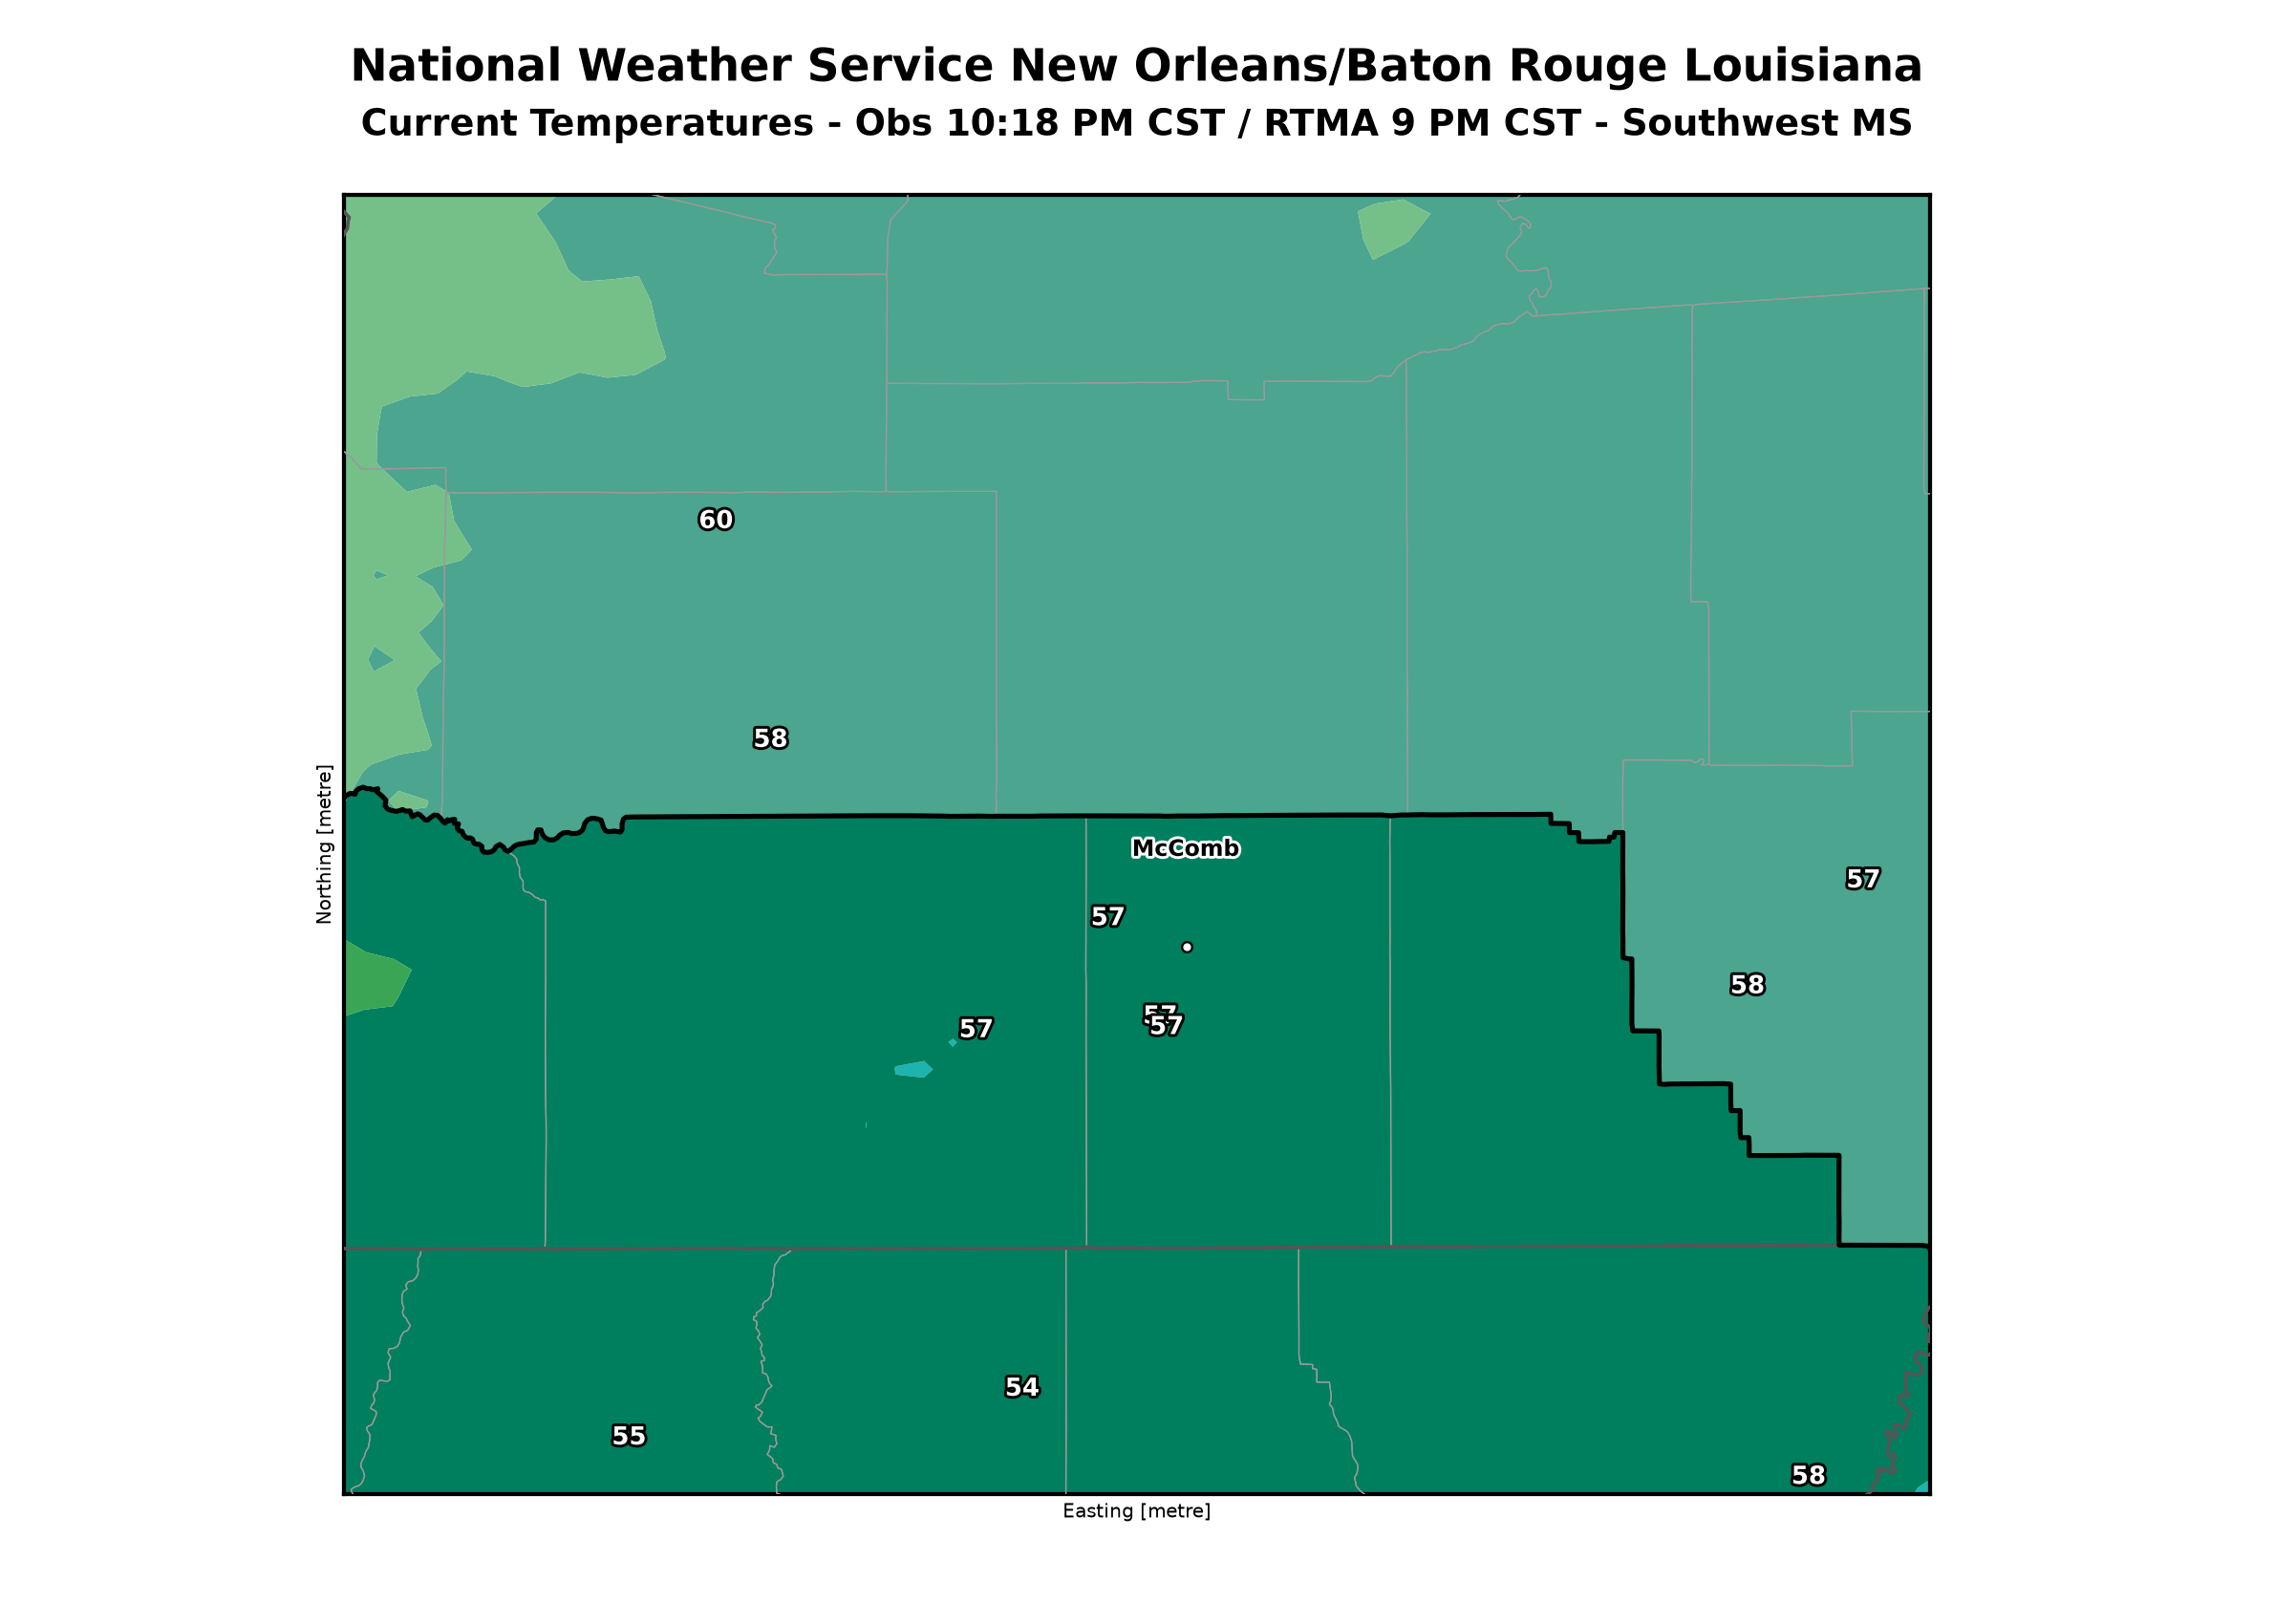 National Weather Service New Orleans/Baton Rouge Louisiana
Current Temperatures - Obs 10:18 PM CST / RTMA 9 PM CST - Southwest MS
60
58
Northing [metre]
McComb
57
57
58
57
57
57
54
55
58
Easting [metre]